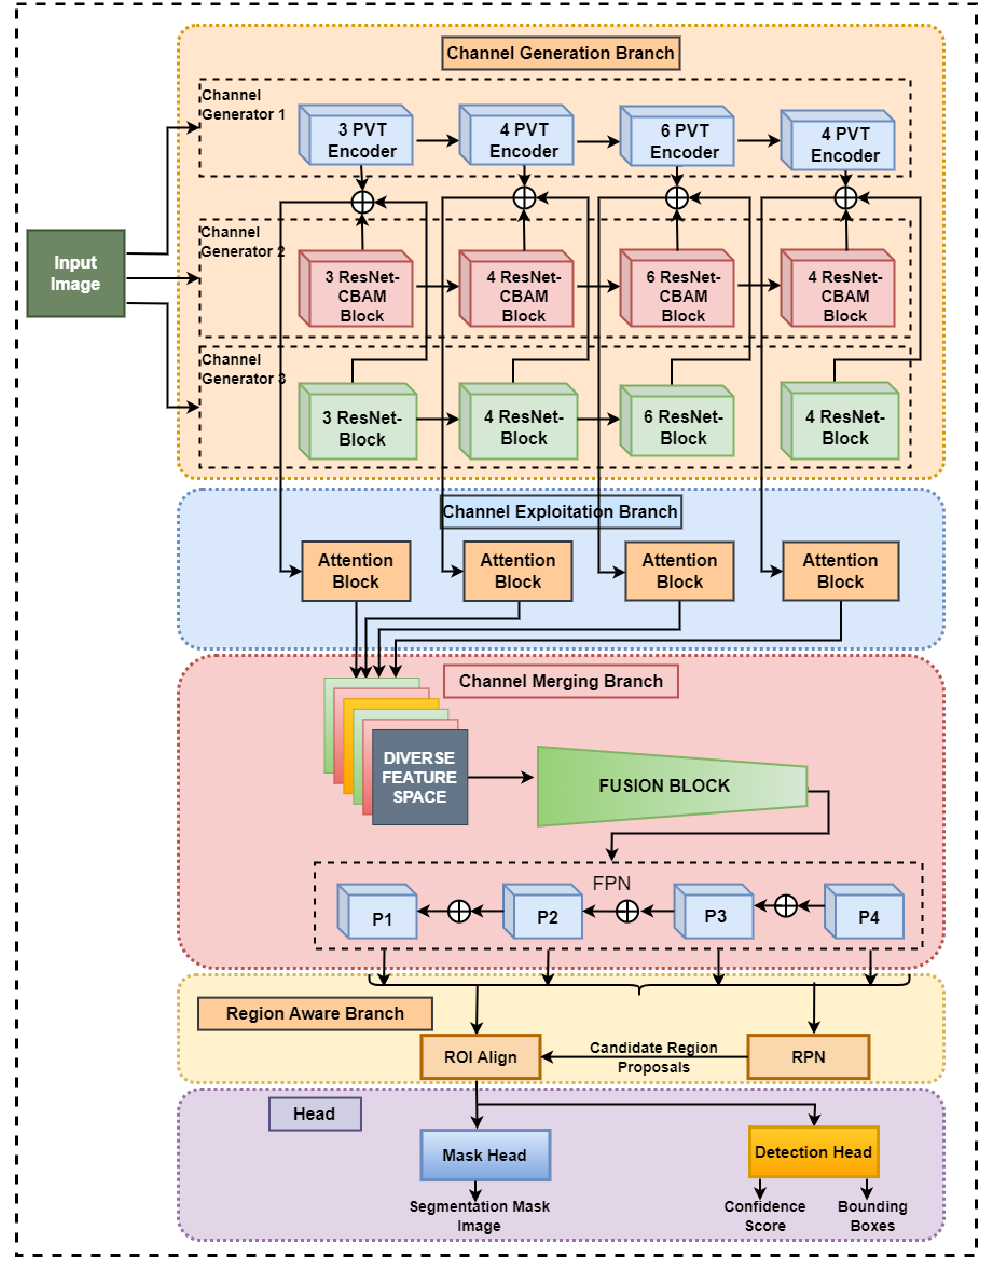 Channel Generation Branch
Channel
Generator 1
3 PVT
Encoder
4 PVT
Encoder
6 PVT
Encoder
4 PVT
Encoder
Input
Image
Channel
Generator 2
3 ResNet-
CBAM
Block
4 ResNet-
CBAM
Block
6 ResNet-
CBAM
Block
4 ResNet-
CBAM
Block
Channel
Generator 3
3 ResNet-
Block
4 ResNet-
Block
6 ResNet-
Block
4 ResNet-
Block
Channel Exploitation Branch
Attention
Block
Attention
Block
Attention
Block
Attention
Block
Channel Merging Branch
DIVERSE
FEATURE
SPACE
FUSION BLOCK
FPN
P1
P2
P3
P4
Region Aware Branch
ROI Align
Candidate Region
Proposals
RPN
Head
Mask Head
Detection Head
Segmentation Mask
Image
Confidence
Score
Bounding
Boxes